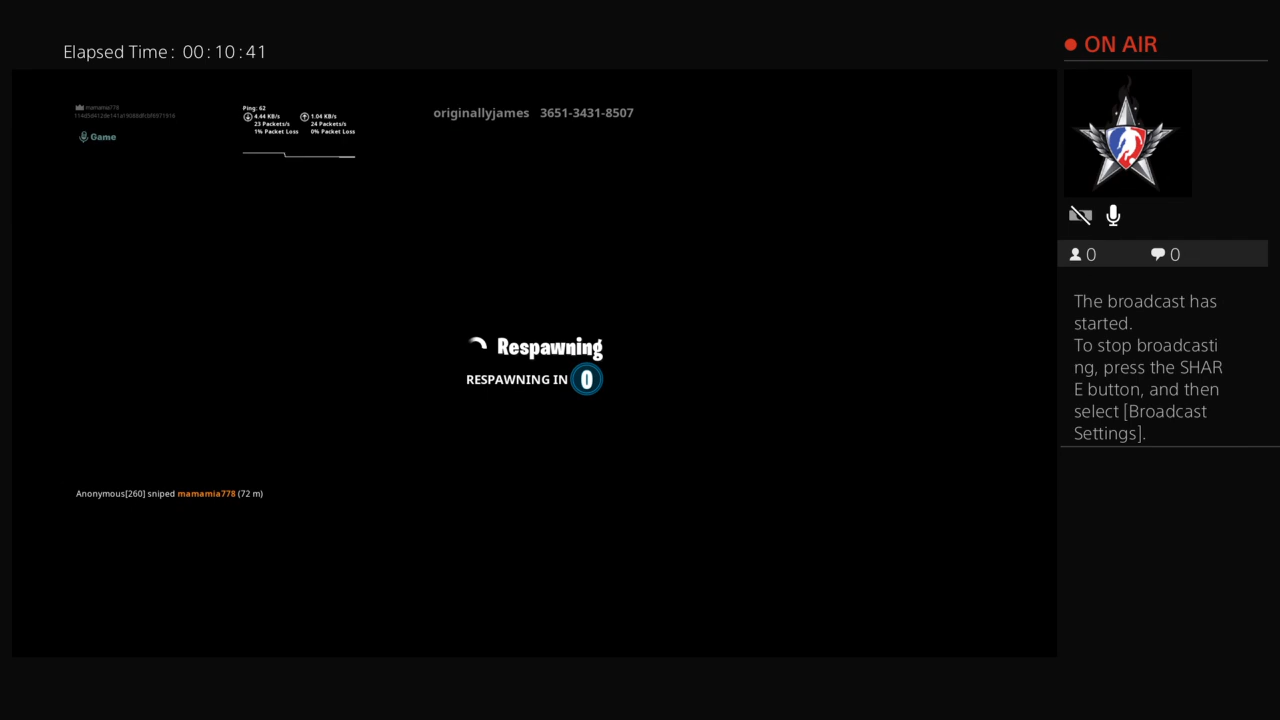 Elapsed Time: 00:10:41
ON AIR
mamamia778
Game
Ping: 62
4.44 KB/s
23 Packets/s
1% Packet Loss
1.04 KB/s
24 Packets/s
0% Packet Loss
originallyjames 3651-3431-8507
Respawning
RESPAWNING IN 0
Anonymous[260] sniped mamamia778 (72 m)
0 0
The broadcast has
started.
To stop broadcasti
ng, press the SHAR
E button, and then
select [Broadcast
Settings].